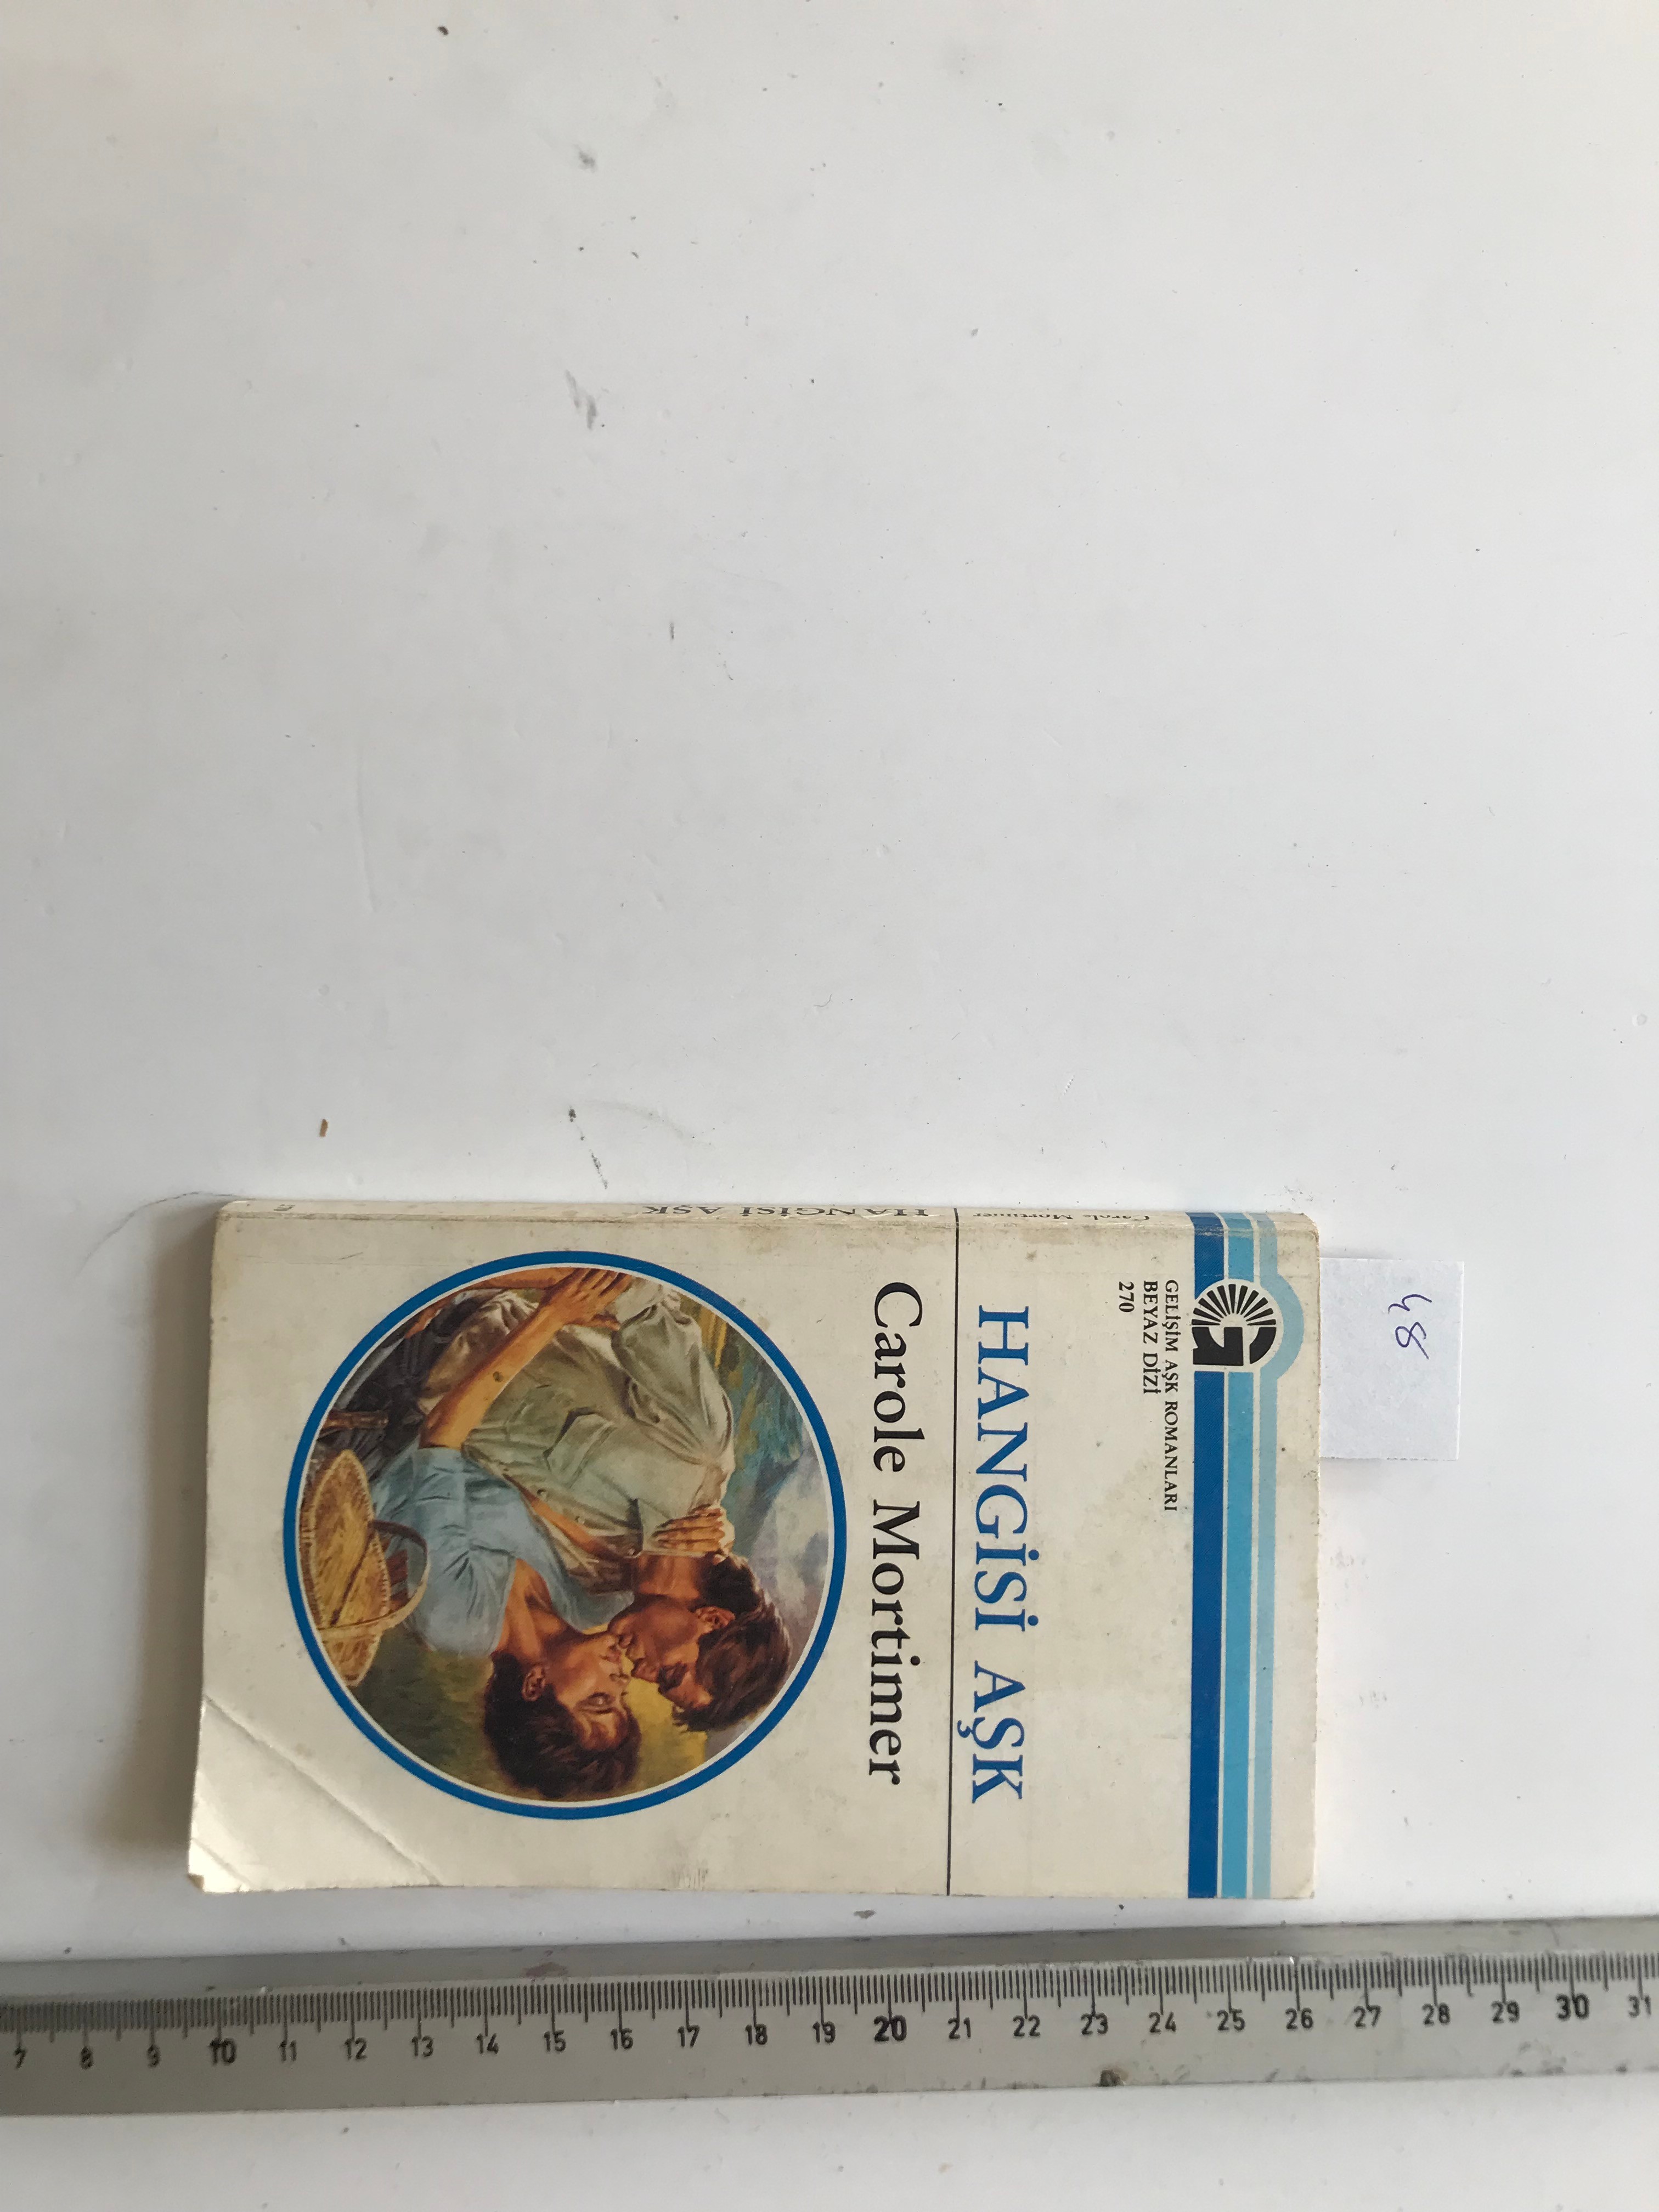 48
GELİŞİM AŞK ROMANLARI
BEYAZ DİZİ
270
HANGİSİ AŞK
Carole Mortimer
Carole Mortimer HANGİSİ AŞK
7 8 9 10 11 12 13 14 15 16 17 18 19 20 21 22 23 24 25 26 27 28 29 30 31